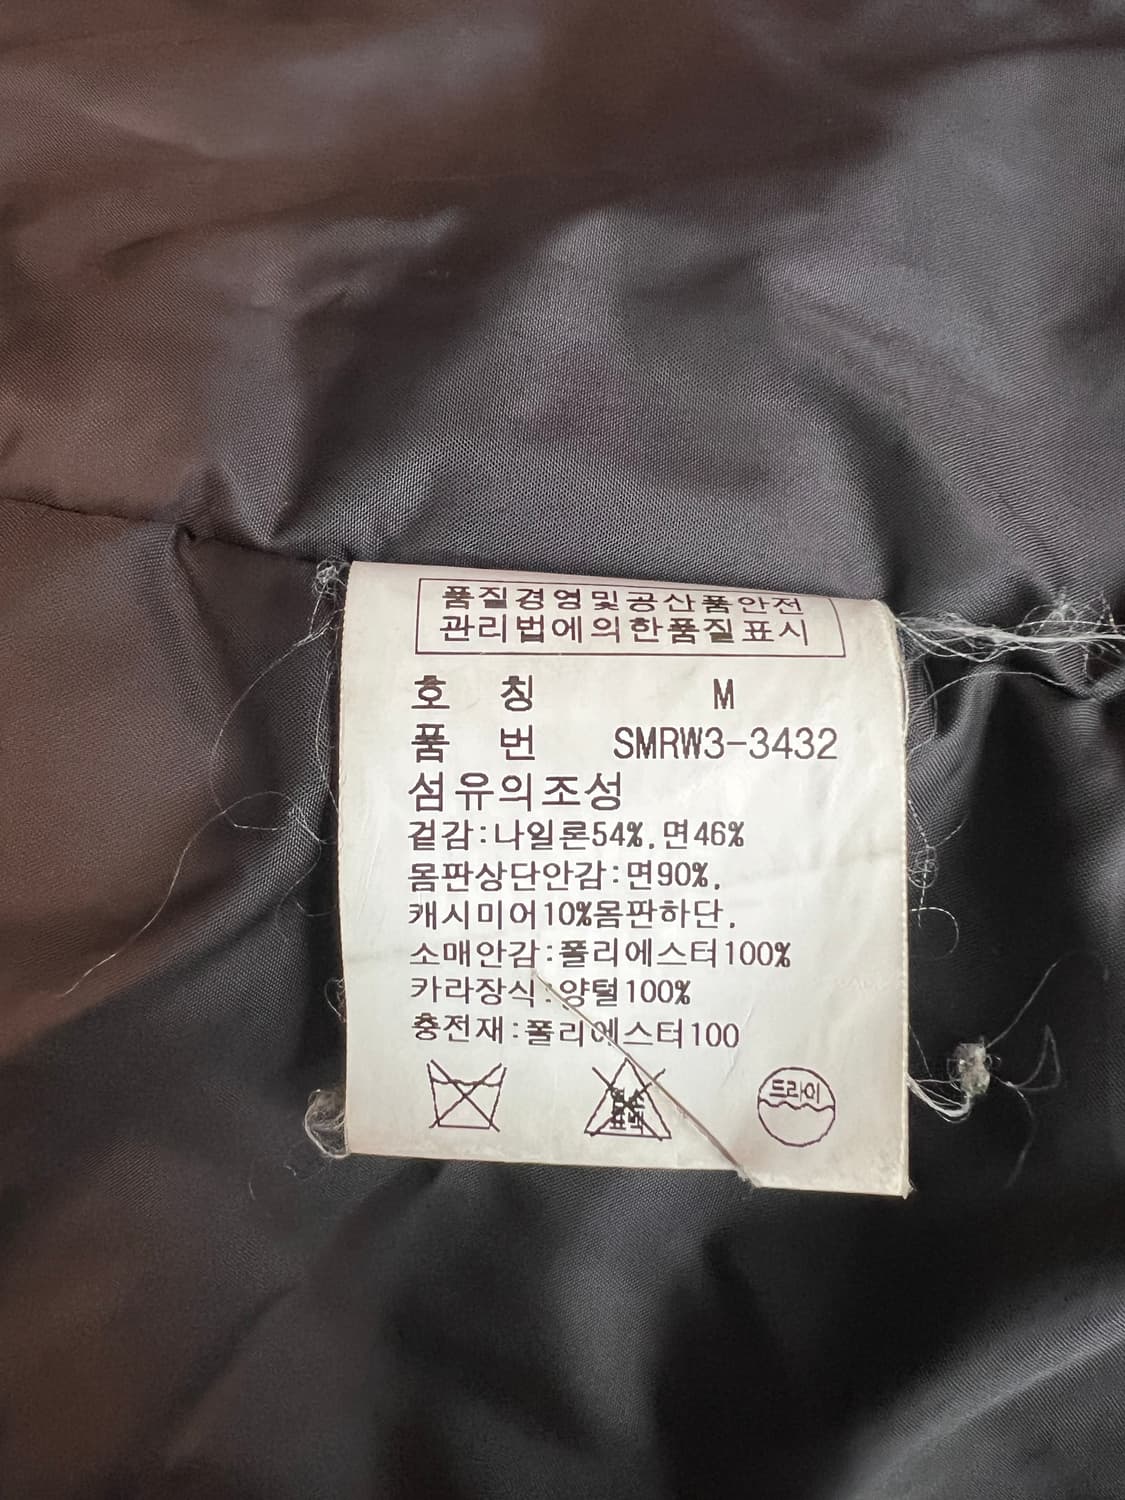 품질경영및공산품안전
관리법에의한품질표시
호 칭 M
품 번 SMRW3-3432
섬유의조성
겉감:나일론54%,면46%
몸판상단안감:면90%,
캐시미어10%몸판하단,
소매안감:폴리에스터100%
카라장식:양털100%
충전재:폴리에스터100
드라이